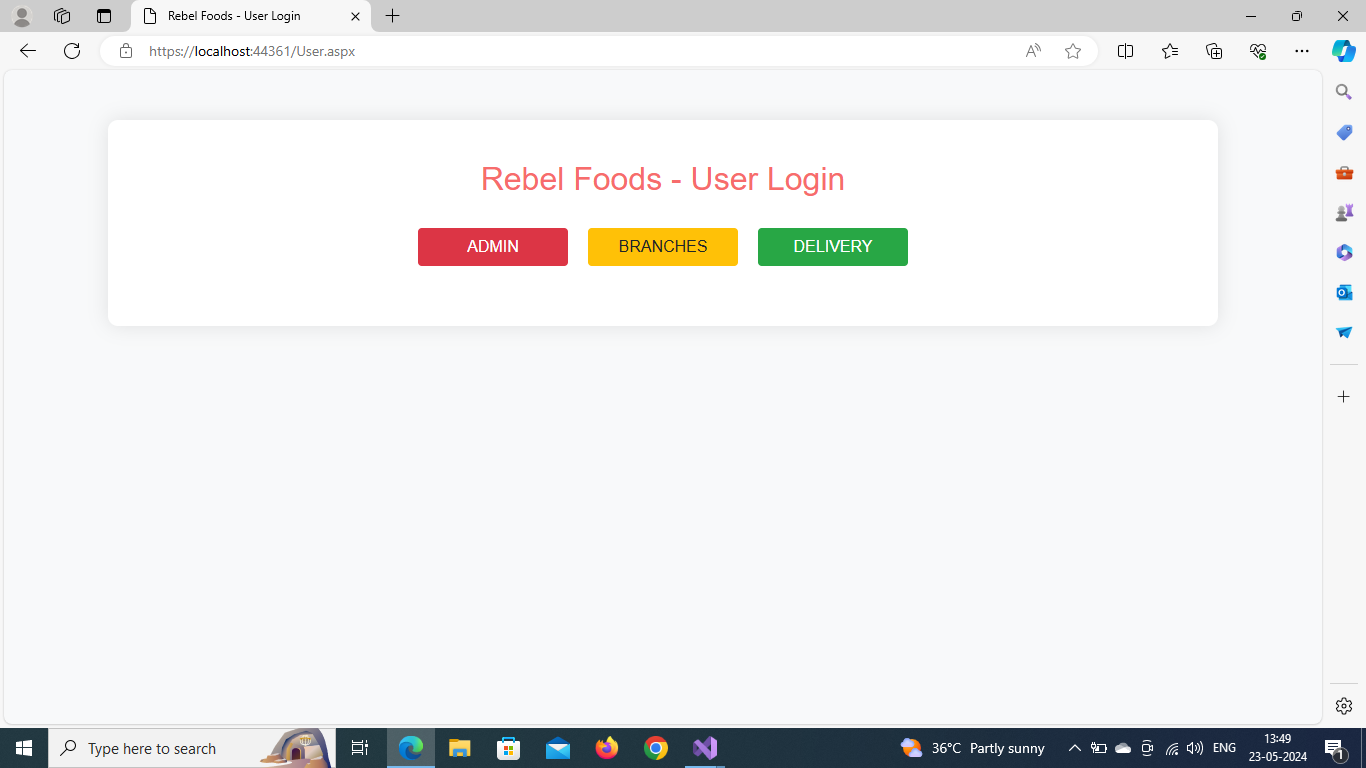 Rebel Foods - User Login
https://localhost:44361/User.aspx
Rebel Foods - User Login
ADMIN
BRANCHES
DELIVERY
Type here to search
36°C Partly sunny
ENG
13:49
23-05-2024
1